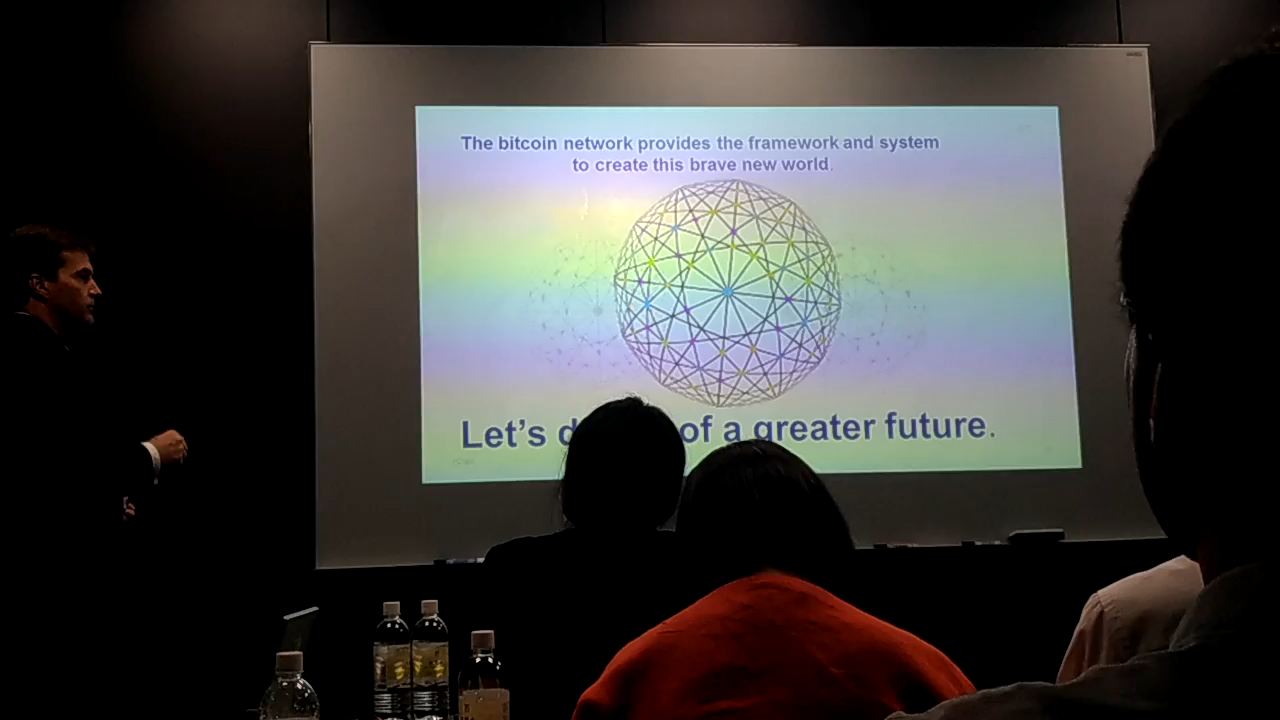 The bitcoin network provides the framework and system
to create this brave new world.
Let's of a greater future.